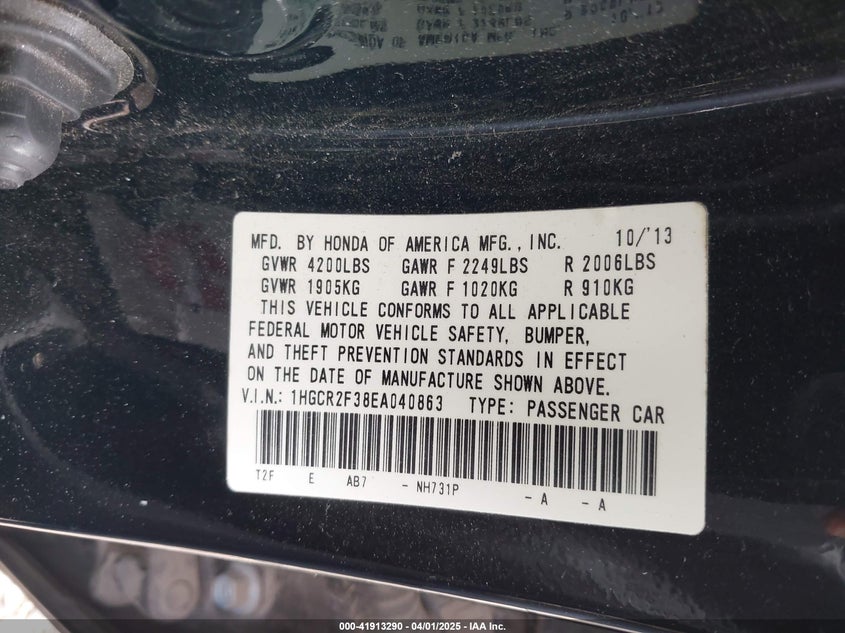 MFD. BY HONDA OF AMERICA MFG., INC. 10/'13
GVWR 4200LBS GAWR F 2249LBS R 2006LBS
GVWR 1905KG GAWR F 1020KG R 910KG
THIS VEHICLE CONFORMS TO ALL APPLICABLE
FEDERAL MOTOR VEHICLE SAFETY, BUMPER,
AND THEFT PREVENTION STANDARDS IN EFFECT
ON THE DATE OF MANUFACTURE SHOWN ABOVE.
V.I.N.: 1HGCR2F38EA040863 TYPE: PASSENGER CAR
T2F E AB7 - NH731P - A - A
000-41913290 - 04/01/2025 - IAA Inc.